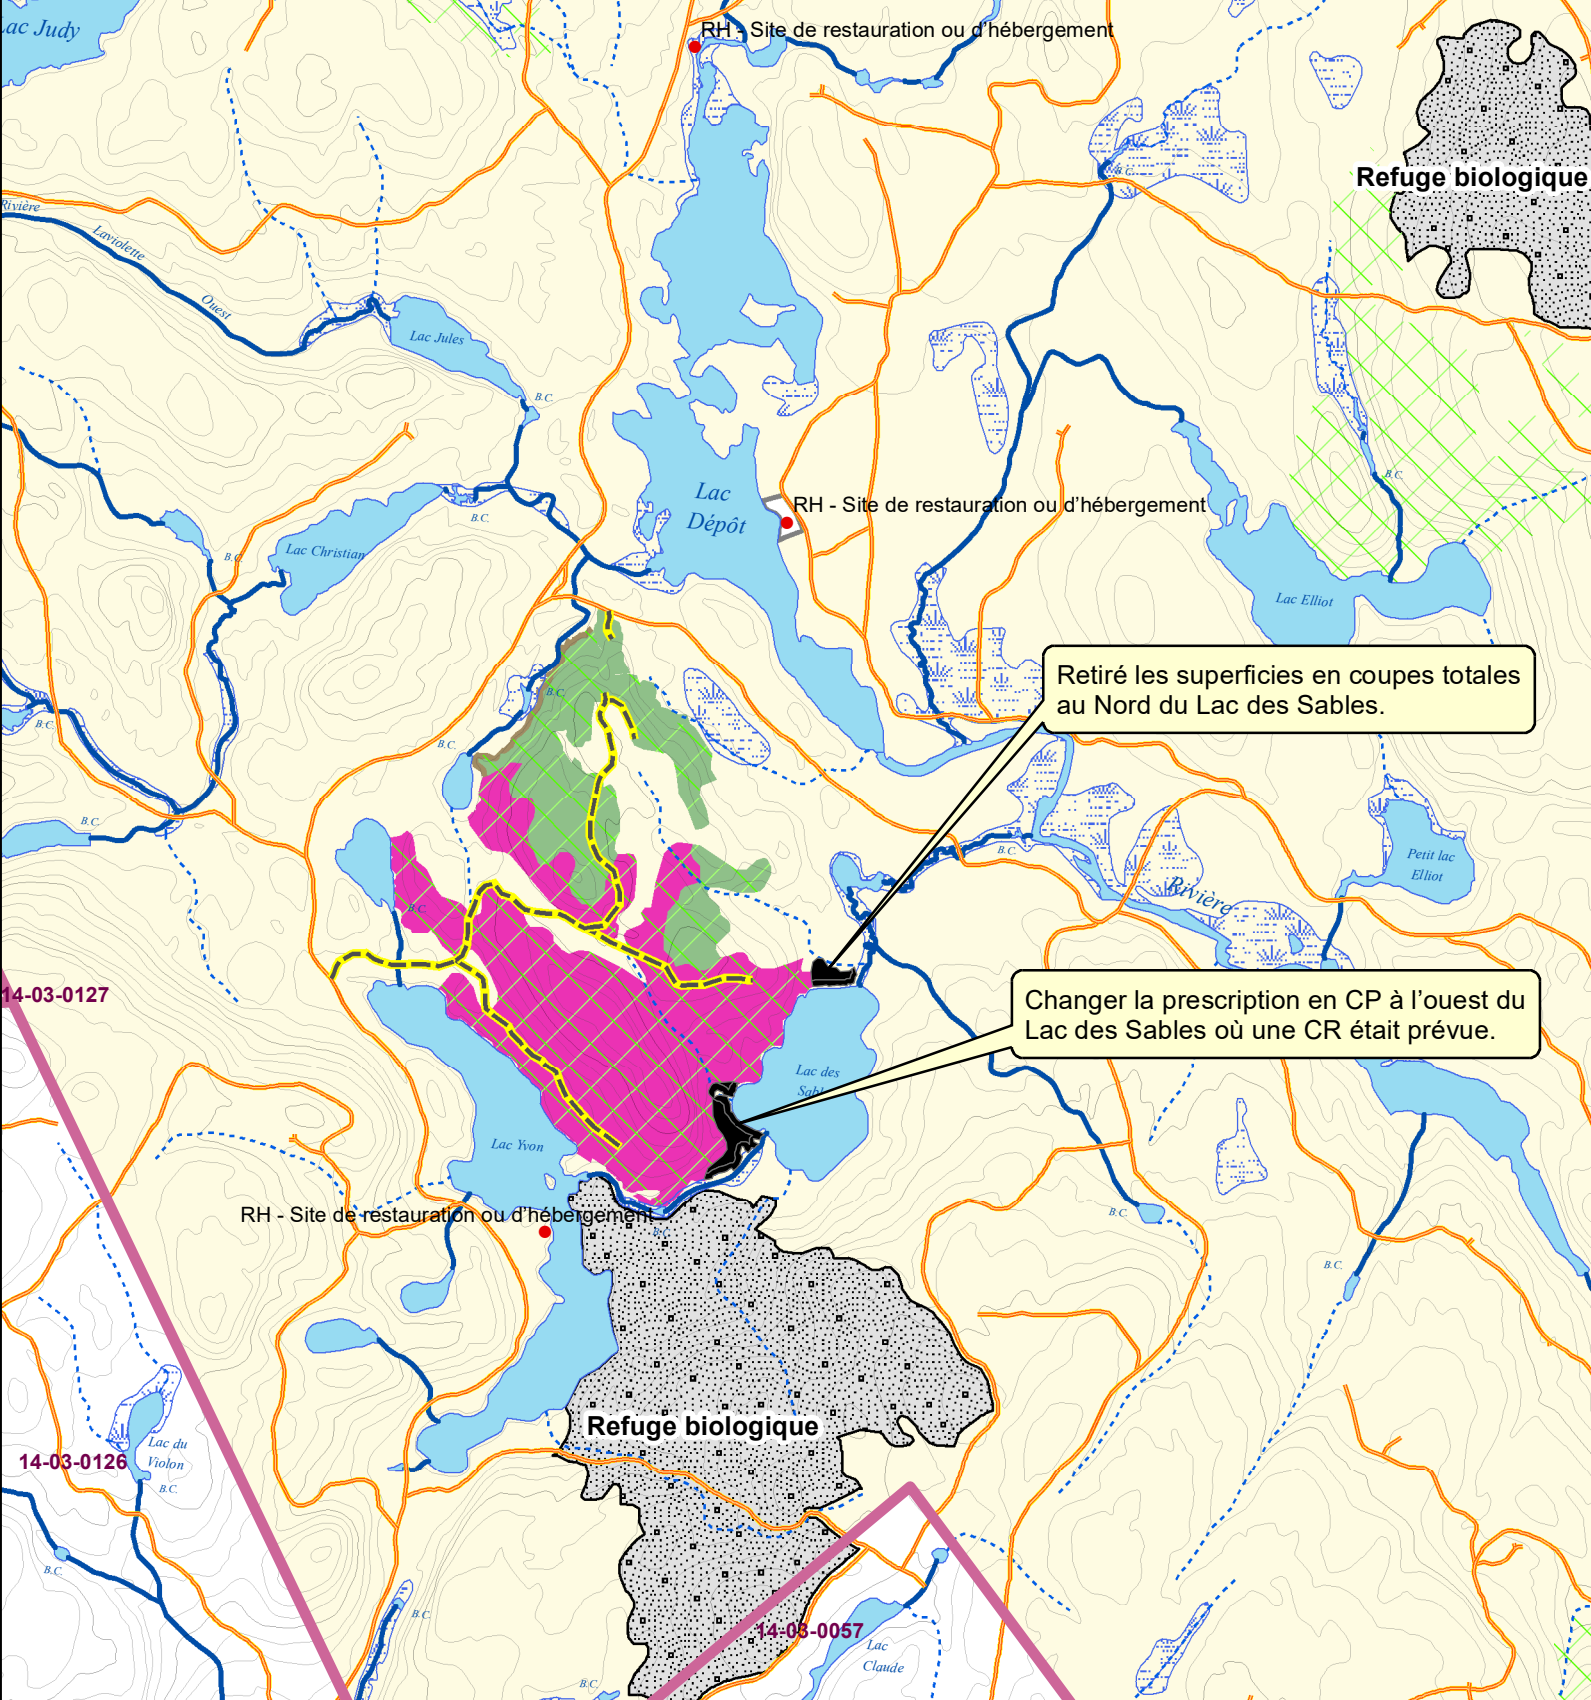 Lac Judy
RH - Site de restauration ou d'hébergement
B.C.
Refuge biologique
Rivière
Laviolette
Ouest
Lac Jules
B.C.
B.C.
Lac
Dépôt
RH - Site de restauration ou d'hébergement
B.C.
Lac Christian
B.C.
Lac Elliot
Retiré les superficies en coupes totales
au Nord du Lac des Sables.
B.C.
B.C.
B.C.
B.C.
B.C.
Petit lac
Elliot
Rivière
B.C.
14-03-0127
Changer la prescription en CP à l'ouest du
Lac des Sables où une CR était prévue.
Lac des
Lac Yvon
RH - Site de restauration ou d'hébergement
B.C.
B.C.
Refuge biologique
Lac du
Violon
14-03-0126
B.C.
B.C.
B.C.
14-03-0057
Lac
Claude
B.C.